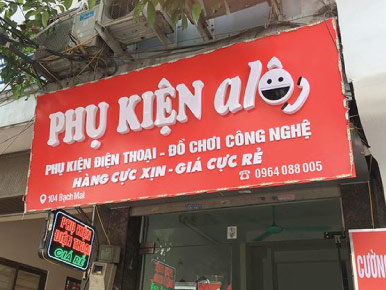 PHỤ KIỆN alô
PHỤ KIỆN ĐIỆN THOẠI - ĐỒ CHƠI CÔNG NGHỆ
HÀNG CỰC XỊN - GIÁ CỰC RẺ
104 Bạch Mai
0964 088 005
PHỤ KIỆN
ĐIỆN THOẠI
GIÁ RẺ
CƯỜNG